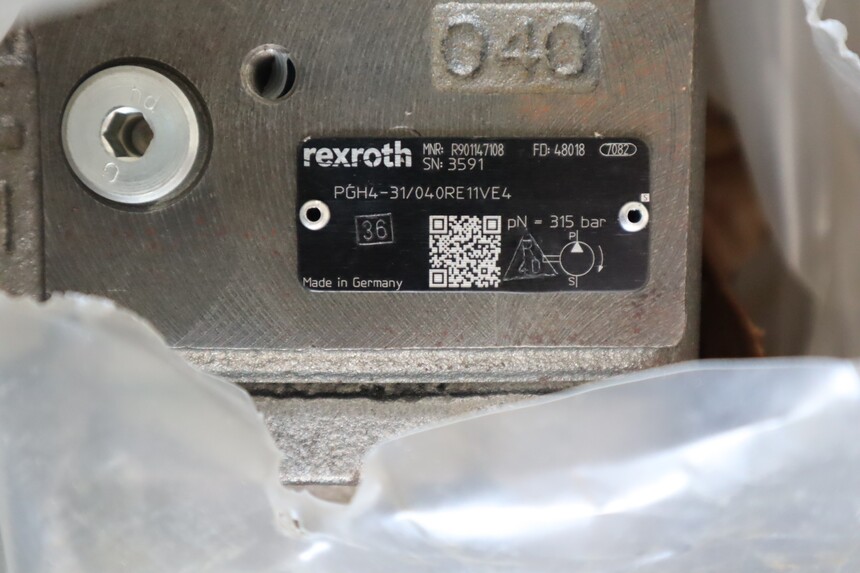 040
rexroth
MNR: R901147108 FD: 48018 7082
SN: 3591
PGH4-31/040RE11VE4
36
pN = 315 bar
P
S
Made in Germany